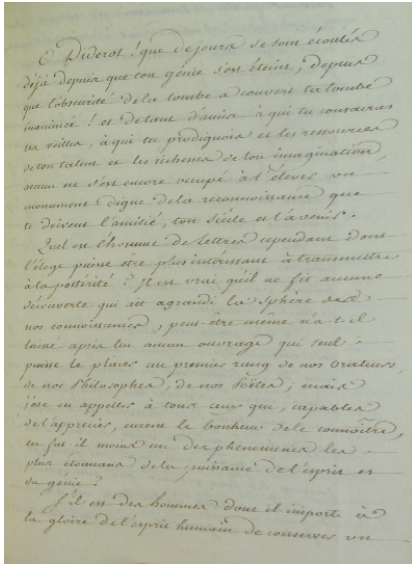 O Diderot ! que de jours se sont écoulés
déjà depuis que ton génie s'est éteint, depuis
que l'obscurité de la tombe a couvert ta
inanimée ! et de tant d'amis à qui tu consacras
tes veilles, à qui tu prodignois et les ressources
de ton talent et les richesses de ton imagination,
aucun ne s'est encore occupé à t'élever un
monument digne de la reconnoissance que
te doivent l'amitié, ton siècle et l'avenir.
Quel est l'homme de Lettres cependant dont
l'éloge puisse être plus intéressant à transmettre
à la postérité ? Il est vrai qu'il ne fit aucune
découverte qui ait agrandi la Sphère de
nos connoissances, peut-être même n'a-t-il
laissé après lui aucun ouvrage qui seul
puisse le placer au premier rang de nos Orateurs,
de nos Philosophes, de nos Poëtes ; mais
j'ose en appeller à tous ceux qui, capables
de l'apprécier, eurent le bonheur de le connoître,
en fut-il moins un des phenomènes les
plus étonnans de la puissance de l'esprit et
du génie ?
S'il est des hommes dont il importe à
la gloire de l'esprit humain de conserver un